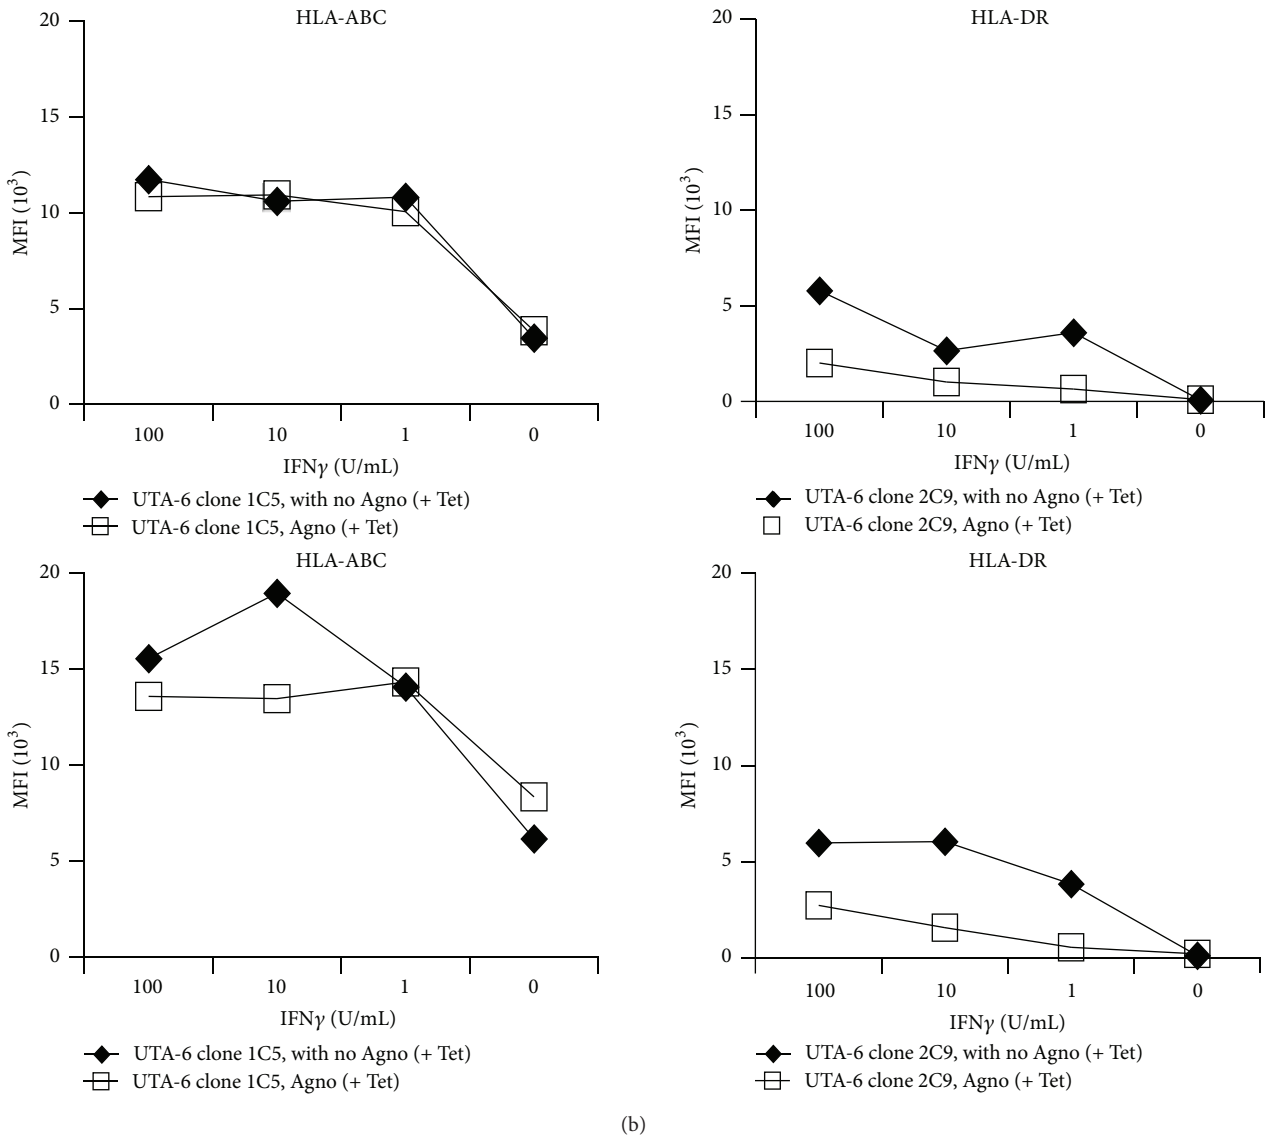 HLA-ABC
20
15
10
5
0
MFI (10³)
100 10 1 0
IFNγ (U/mL)
UTA-6 clone 1C5, with no Agno (+ Tet)
UTA-6 clone 1C5, Agno (+ Tet)
HLA-DR
20
15
10
5
0
MFI (10³)
100 10 1 0
IFNγ (U/mL)
UTA-6 clone 2C9, with no Agno (+ Tet)
UTA-6 clone 2C9, Agno (+ Tet)
HLA-ABC
20
15
10
5
0
MFI (10³)
100 10 1 0
IFNγ (U/mL)
UTA-6 clone 1C5, with no Agno (+ Tet)
UTA-6 clone 1C5, Agno (+ Tet)
HLA-DR
20
15
10
5
0
MFI (10³)
100 10 1 0
IFNγ (U/mL)
UTA-6 clone 2C9, with no Agno (+ Tet)
UTA-6 clone 2C9, Agno (+ Tet)
(b)